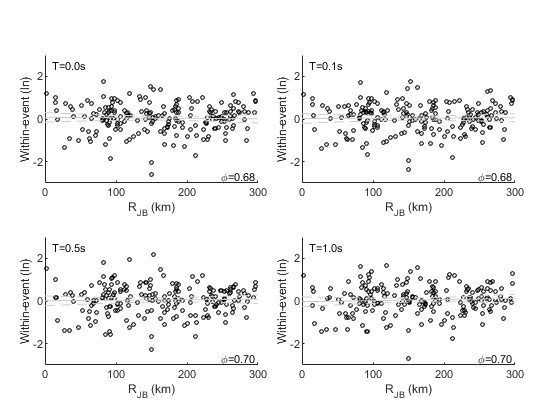 T=0.0s
Within-event (ln)
2
0
-2
ϕ=0.68
0 100 200 300
R_JB (km)
T=0.1s
Within-event (ln)
2
0
-2
ϕ=0.68
0 100 200 300
R_JB (km)
T=0.5s
Within-event (ln)
2
0
-2
ϕ=0.70
0 100 200 300
R_JB (km)
T=1.0s
Within-event (ln)
2
0
-2
ϕ=0.70
0 100 200 300
R_JB (km)